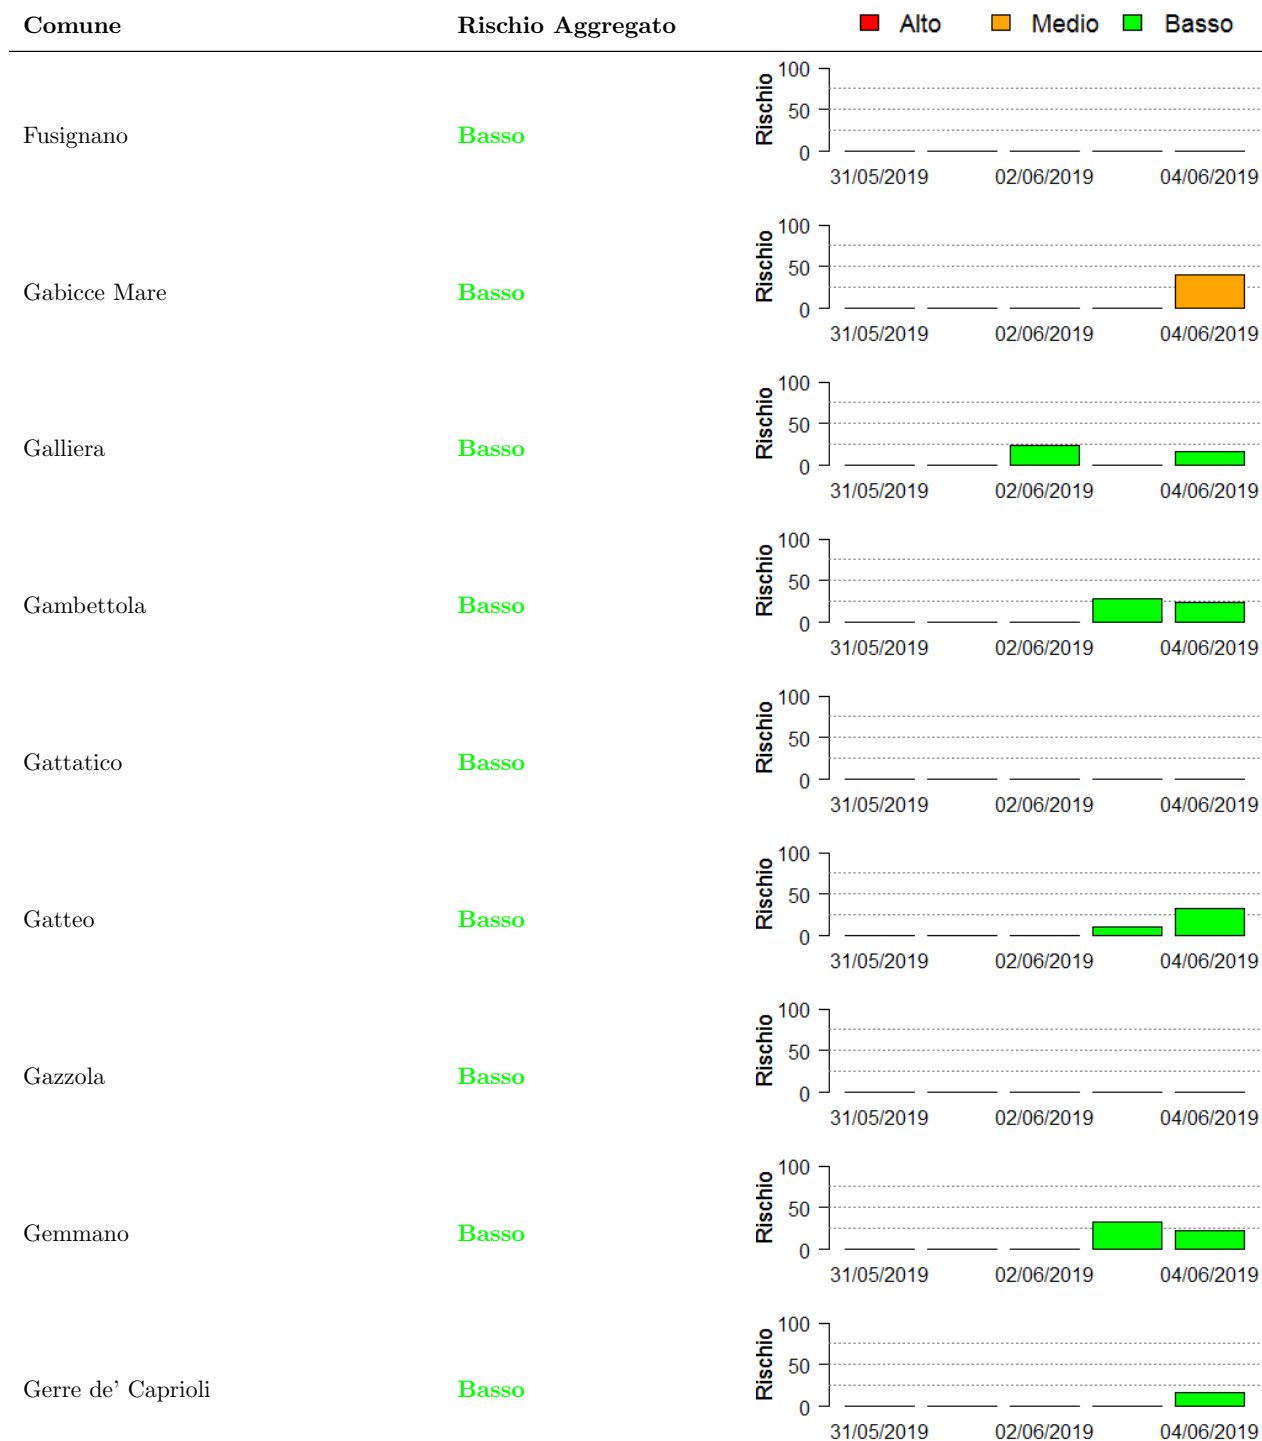 Comune Rischio Aggregato Alto Medio Basso
100
Rischio
50
Fusignano Basso
0
31/05/2019 02/06/2019 04/06/2019
100
Rischio
50
Gabicce Mare Basso
0
31/05/2019 02/06/2019 04/06/2019
100
Rischio
50
Galliera Basso
0
31/05/2019 02/06/2019 04/06/2019
100
Rischio
50
Gambettola Basso
0
31/05/2019 02/06/2019 04/06/2019
100
Rischio
50
Gattatico Basso
0
31/05/2019 02/06/2019 04/06/2019
100
Rischio
50
Gatteo Basso
0
31/05/2019 02/06/2019 04/06/2019
100
Rischio
50
Gazzola Basso
0
31/05/2019 02/06/2019 04/06/2019
100
Rischio
50
Gemmano Basso
0
31/05/2019 02/06/2019 04/06/2019
100
Rischio
50
Gerre de' Caprioli Basso
0
31/05/2019 02/06/2019 04/06/2019